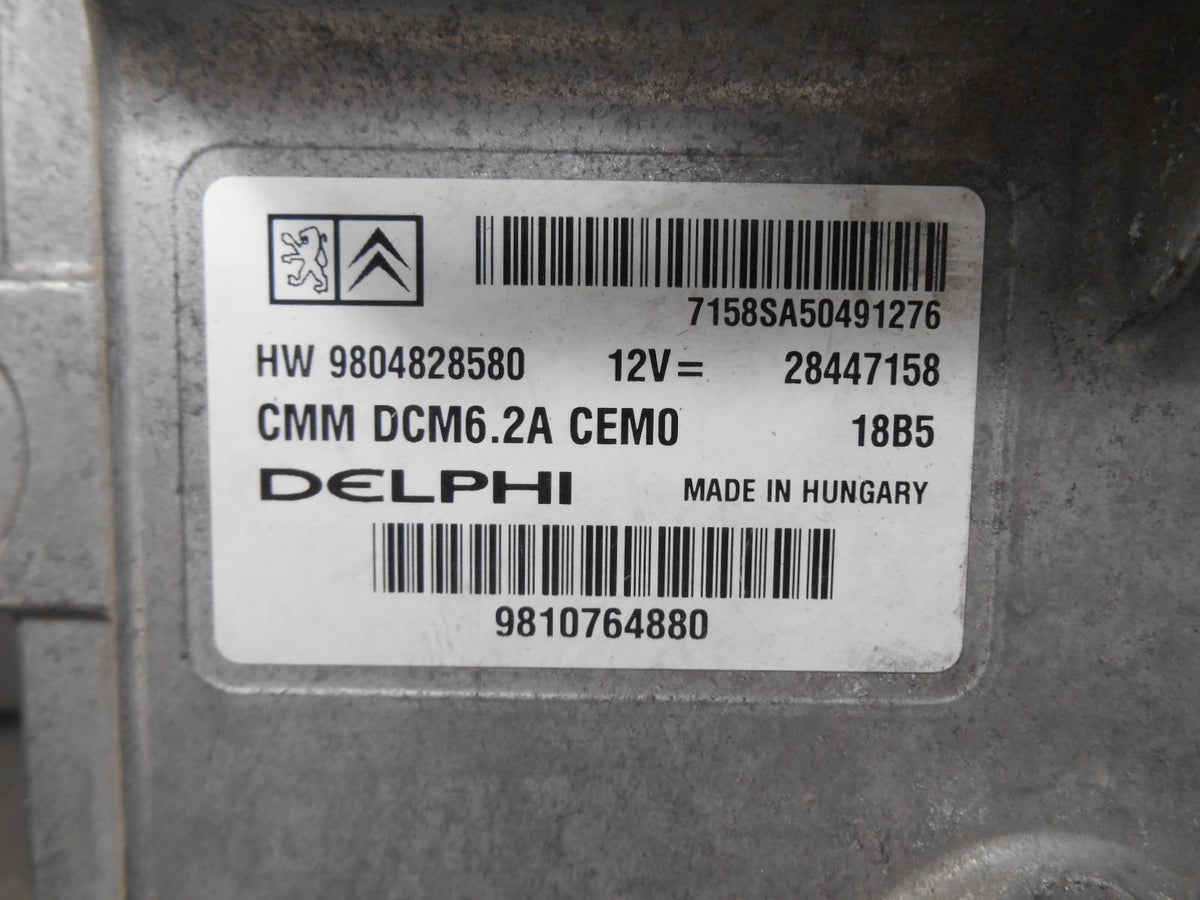 7158SA50491276
HW 9804828580 12V= 28447158
CMM DCM6.2A CEM0 18B5
DELPHI MADE IN HUNGARY
9810764880